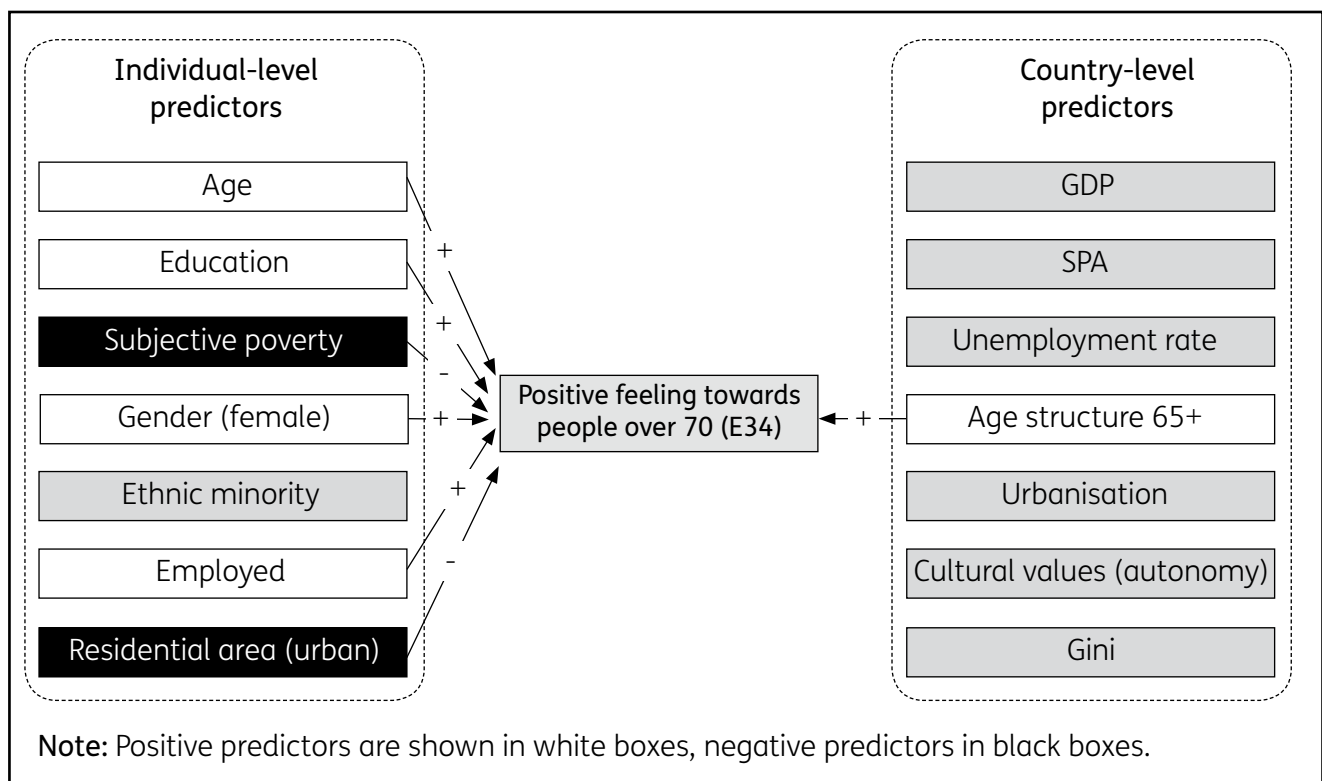 Individual-level
predictors
Age
Education
Subjective poverty
Gender (female)
Ethnic minority
Employed
Residential area (urban)
+
+
-
+
+
-
Positive feeling towards
people over 70 (E34)
+
Country-level
predictors
GDP
SPA
Unemployment rate
Age structure 65+
Urbanisation
Cultural values (autonomy)
Gini
Note: Positive predictors are shown in white boxes, negative predictors in black boxes.